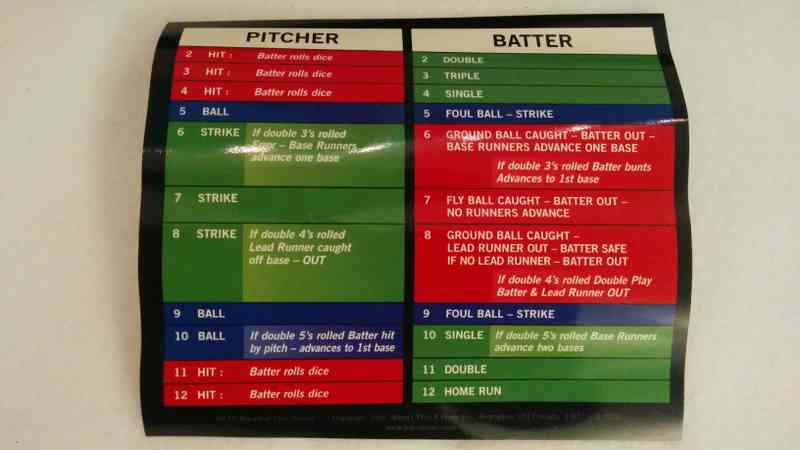 PITCHER
2 HIT : Batter rolls dice
3 HIT : Batter rolls dice
4 HIT : Batter rolls dice
5 BALL
6 STRIKE If double 3's rolled
Error – Base Runners
advance one base
7 STRIKE
8 STRIKE If double 4's rolled
Lead Runner caught
off base – OUT
9 BALL
10 BALL If double 5's rolled Batter hit
by pitch – advances to 1st base
11 HIT : Batter rolls dice
12 HIT : Batter rolls dice
BATTER
2 DOUBLE
3 TRIPLE
4 SINGLE
5 FOUL BALL – STRIKE
6 GROUND BALL CAUGHT – BATTER OUT –
BASE RUNNERS ADVANCE ONE BASE
If double 3's rolled Batter bunts
Advances to 1st base
7 FLY BALL CAUGHT – BATTER OUT –
NO RUNNERS ADVANCE
8 GROUND BALL CAUGHT –
LEAD RUNNER OUT – BATTER SAFE
IF NO LEAD RUNNER – BATTER OUT
If double 4's rolled Double Play
Batter & Lead Runner OUT
9 FOUL BALL – STRIKE
10 SINGLE If double 5's rolled Base Runners
advance two bases
11 DOUBLE
12 HOME RUN